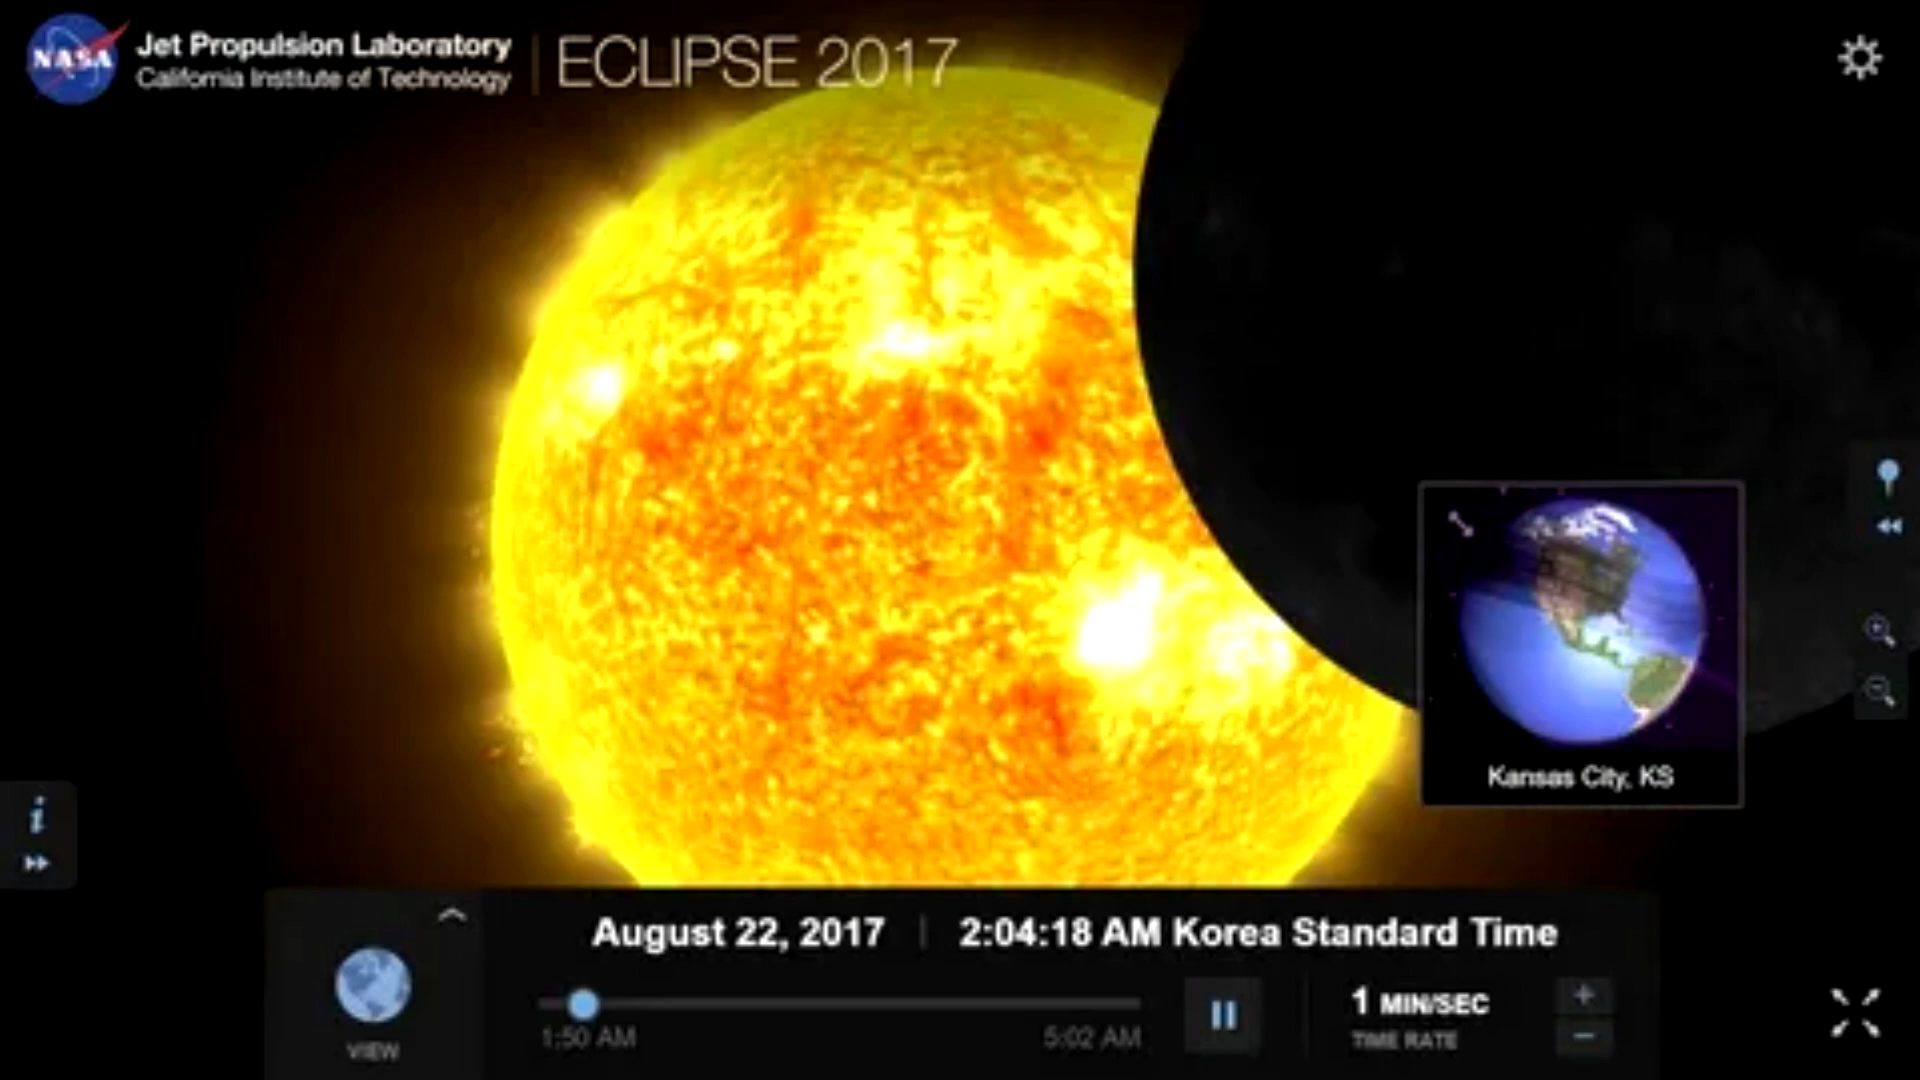 NASA
Jet Propulsion Laboratory
California Institute of Technology
ECLIPSE 2017
Kansas City, KS
i
August 22, 2017 | 2:04:18 AM Korea Standard Time
1:50 AM
5:02 AM
1 MIN/SEC
TIME RATE
VIEW